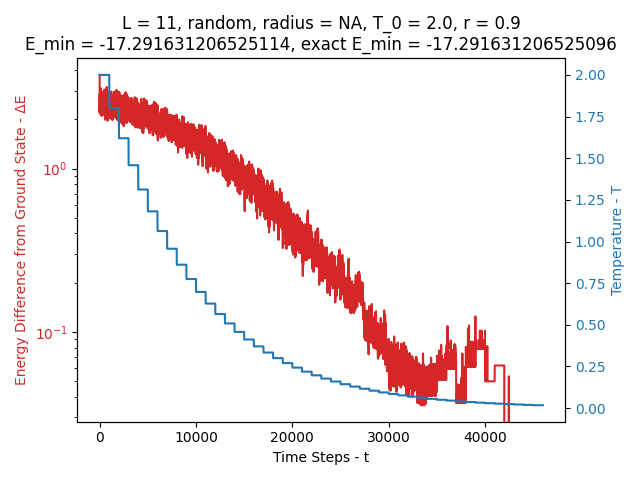 L = 11, random, radius = NA, T_0 = 2.0, r = 0.9
E_min = -17.291631206525114, exact E_min = -17.291631206525096
Energy Difference from Ground State - ΔE
10⁰
10⁻¹
2.00
1.75
1.50
1.25
1.00
0.75
0.50
0.25
0.00
Temperature - T
0 10000 20000 30000 40000
Time Steps - t